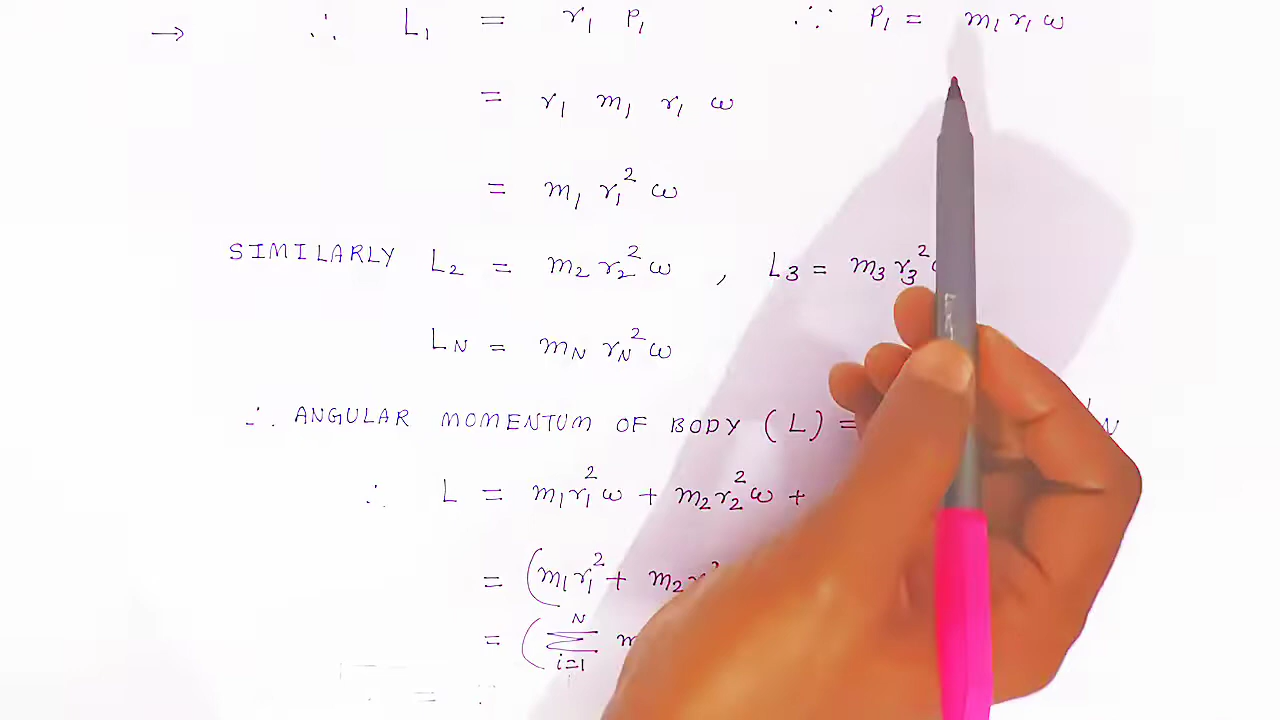 → ∴ L₁ = r₁ P₁ ∵ P₁ = m₁ r₁ ω
= r₁ m₁ r₁ ω
= m₁ r₁² ω
SIMILARLY L₂ = m₂ r₂² ω , L₃ = m₃ r₃²
L_N = m_N r_N² ω
∴ ANGULAR MOMENTUM OF BODY (L) =
∴ L = m₁r₁²ω + m₂r₂²ω +
= (m₁r₁² + m₂
= (∑_{i=1}^{N} m